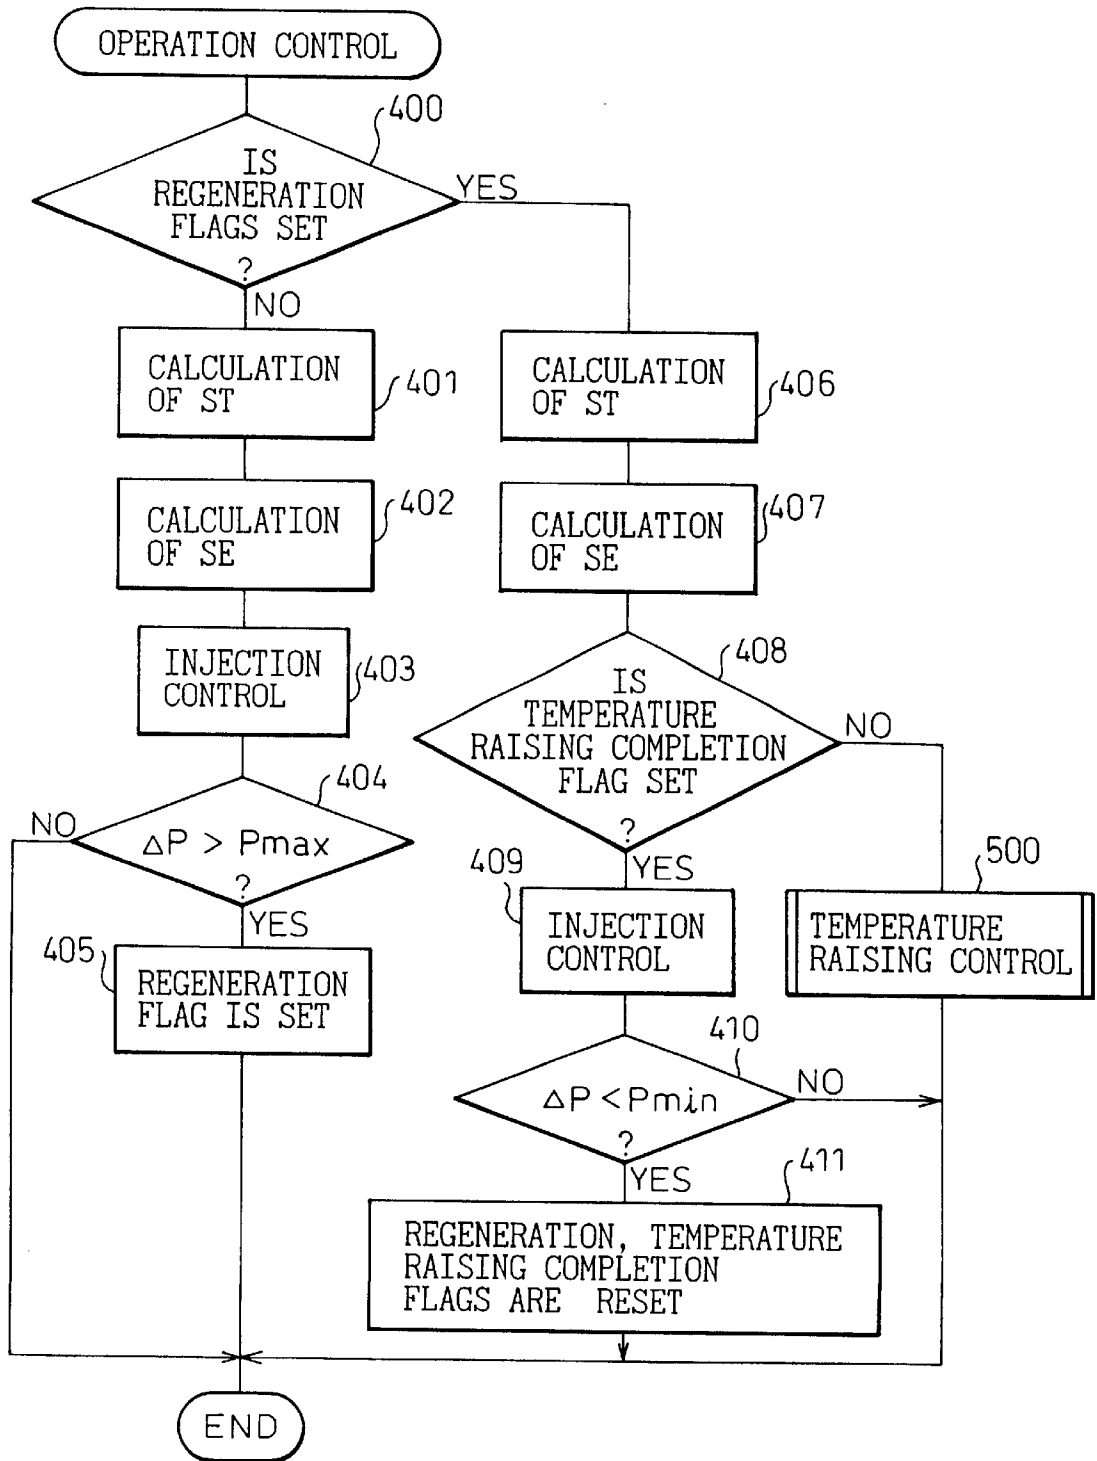 OPERATION CONTROL
400
IS
REGENERATION
FLAGS SET
?
YES
NO
CALCULATION
OF ST
401
CALCULATION
OF ST
406
CALCULATION
OF SE
402
CALCULATION
OF SE
407
INJECTION
CONTROL
403
IS
TEMPERATURE
RAISING COMPLETION
FLAG SET
?
408
NO
YES
404
NO
△P > Pmax
?
YES
409
INJECTION
CONTROL
500
TEMPERATURE
RAISING CONTROL
405
REGENERATION
FLAG IS SET
410
△P < Pmin
?
NO
YES
411
REGENERATION, TEMPERATURE
RAISING COMPLETION
FLAGS ARE RESET
END